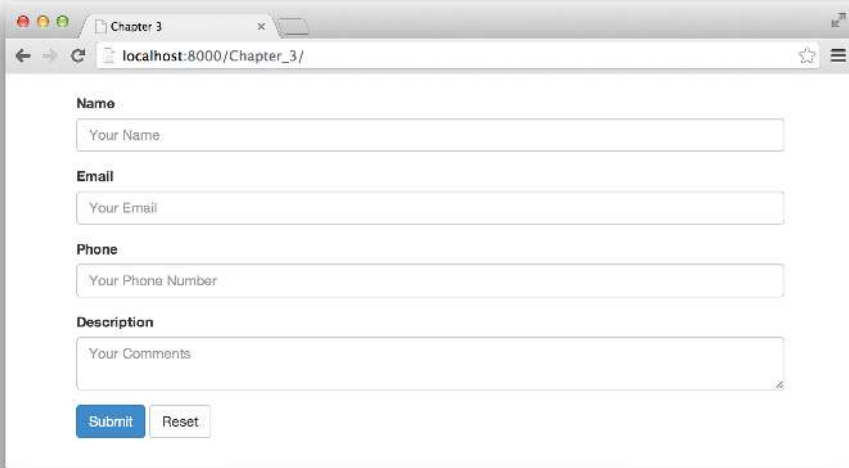 Chapter 3
localhost:8000/Chapter_3/
Name
Your Name
Email
Your Email
Phone
Your Phone Number
Description
Your Comments
Submit Reset